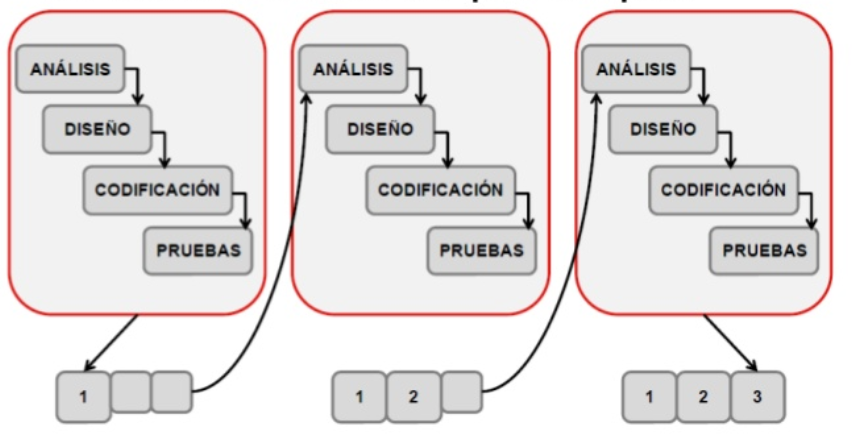 ANÁLISIS
DISEÑO
CODIFICACIÓN
PRUEBAS
1
ANÁLISIS
DISEÑO
CODIFICACIÓN
PRUEBAS
1 2
ANÁLISIS
DISEÑO
CODIFICACIÓN
PRUEBAS
1 2 3